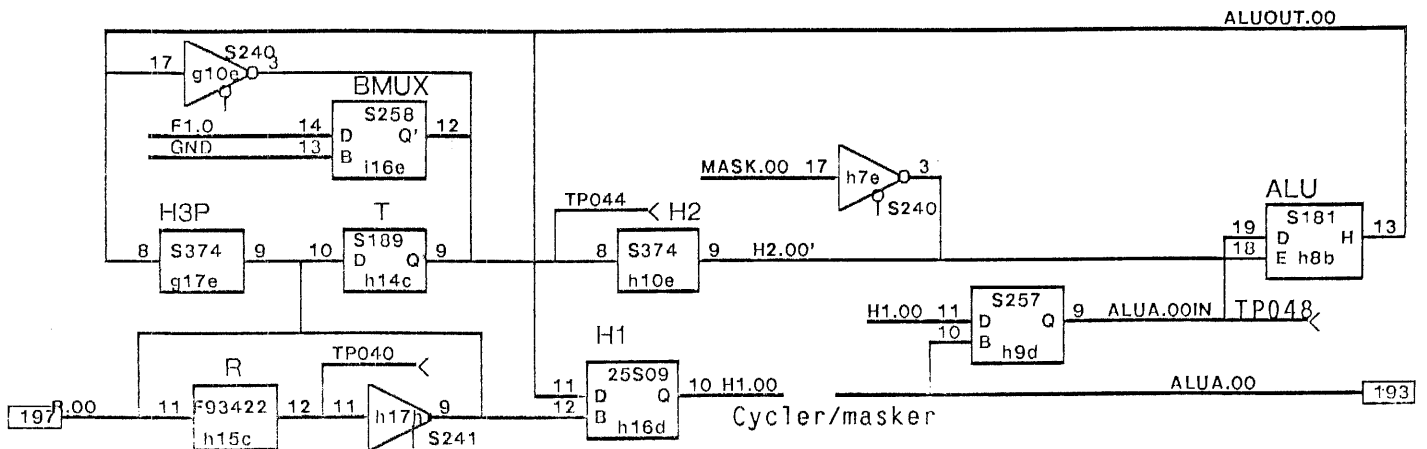 ALUOUT.00
S240
17 g10e 3
BMUX
S258
F1.0 14 D Q' 12
GND 13 B
i16e
MASK.00 17 h7e 3
S240
ALU
S181
19 D H 13
18 E h8b
TP044
H3P T H2
8 S374 9 10 S189 D Q' 9 8 S374 9 H2.00'
g17e h14c h10e
S257
H1.00 11 D Q 9 ALUA.00IN TP048
10 B
h9d
H1
TP040
R
25S09
11 D Q 10 H1.00
12 B
h16d
ALUA.00 193
Cycler/masker
197 R.00 11 F93422 12 11 h17h 9
h15c S241